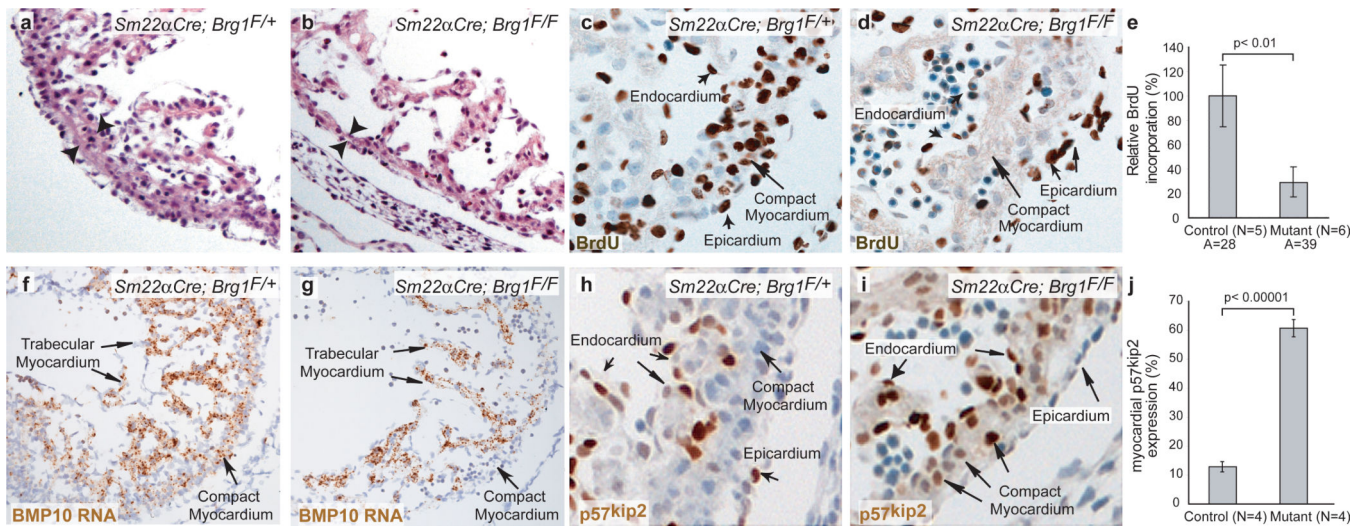 a
Sm22αCre; Brg1F/+
b
Sm22αCre; Brg1F/F
c
Sm22αCre; Brg1F/+
Endocardium
Compact
Myocardium
Epicardium
BrdU
d
Sm22αCre; Brg1F/F
Endocardium
Epicardium
Compact
Myocardium
BrdU
e
p< 0.01
Relative BrdU
incorporation (%)
140
120
100
80
60
40
20
0
Control (N=5) Mutant (N=6)
A=28 A=39
f
Sm22αCre; Brg1F/+
Trabecular
Myocardium
Compact
Myocardium
BMP10 RNA
g
Sm22αCre; Brg1F/F
Trabecular
Myocardium
Compact
Myocardium
BMP10 RNA
h
Sm22αCre; Brg1F/+
Endocardium
Compact
Myocardium
Epicardium
p57kip2
i
Sm22αCre; Brg1F/F
Endocardium
Epicardium
Compact
Myocardium
p57kip2
j
p< 0.00001
myocardial p57kip2
expression (%)
70
60
50
40
70
20
10
0
Control (N=4) Mutant (N=4)